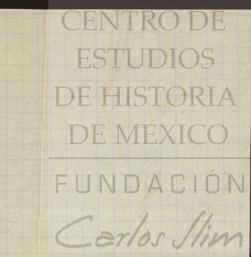 CENTRO DE
ESTUDIOS
DE HISTORIA
DE MEXICO
FUNDACIÓN
Carlos Slim